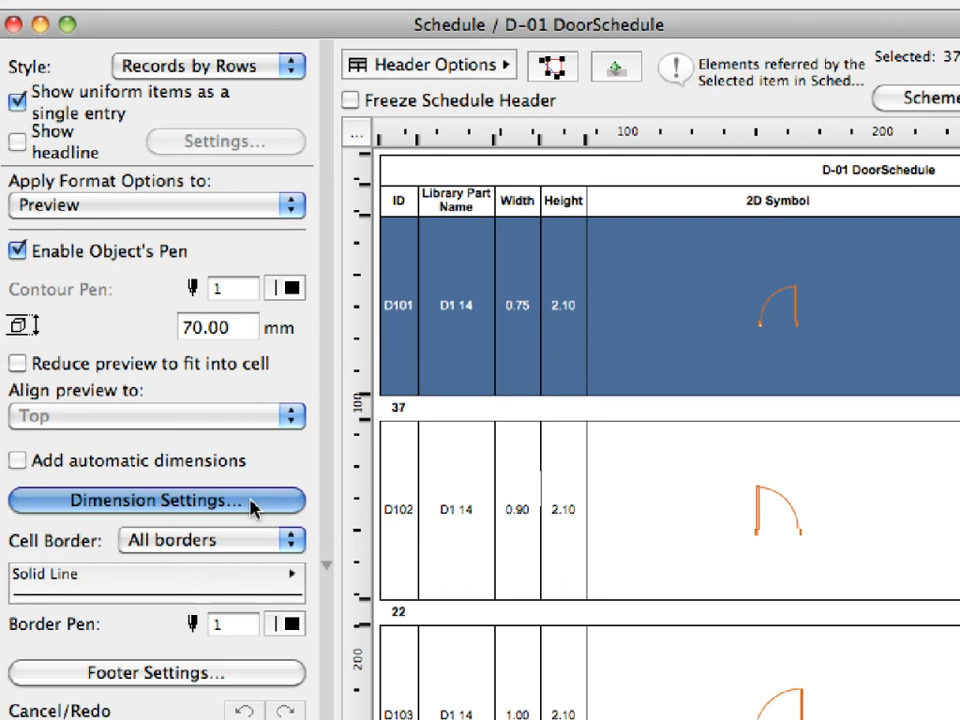 Schedule / D-01 DoorSchedule
Style:
Records by Rows
Show uniform items as a
single entry
Show
headline
Settings...
Apply Format Options to:
Preview
Enable Object's Pen
Contour Pen:
1
70.00
mm
Reduce preview to fit into cell
Align preview to:
Top
Add automatic dimensions
Dimension Settings...
Cell Border:
All borders
Solid Line
Border Pen:
1
Footer Settings...
Cancel/Redo
Header Options
Elements referred by the
Selected item in Sched...
Selected: 37
Freeze Schedule Header
Scheme
...
100
200
100
200
D-01 DoorSchedule
ID
Library Part
Name
Width
Height
2D Symbol
D101
D1 14
0.75
2.10
37
D102
D1 14
0.90
2.10
22
D103
D1 14
1.00
2.10